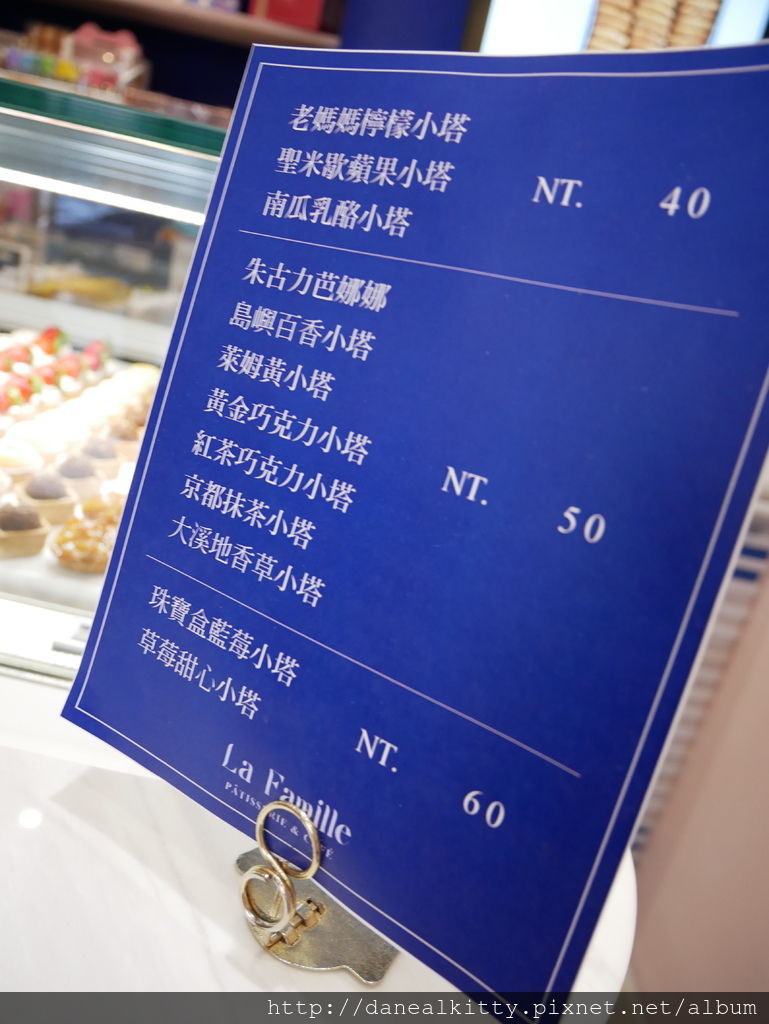 老媽媽檸檬小塔
聖米歇蘋果小塔
南瓜乳酪小塔
NT. 40
朱古力芭娜娜
島嶼百香小塔
萊姆黃小塔
黃金巧克力小塔
紅茶巧克力小塔
京都抹茶小塔
大溪地香草小塔
NT. 50
珠寶盒藍莓小塔
草莓甜心小塔
NT. 60
La Famille
PÂTISSERIE & CAFÉ
http://danealkitty.pixnet.net/album